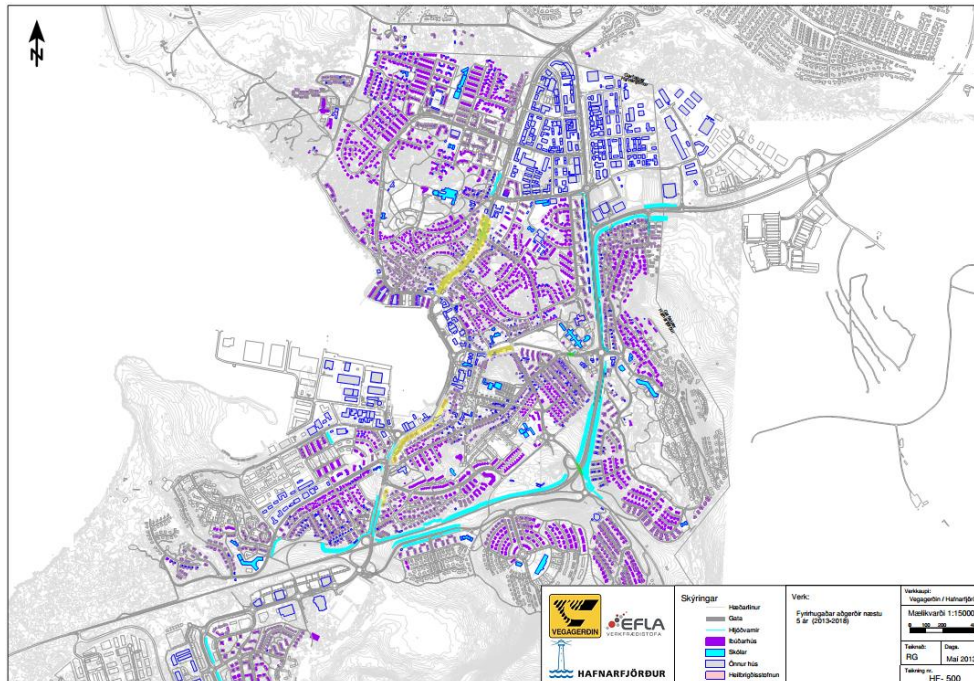 N
VEGAGERÐIN
EFLA
VERKFRÆÐISTOFA
HAFNARFJÖRÐUR
Skýringar
Hæðarlínur
Gata
Hljóðvarnir
Íbúðarhús
Skólar
Önnur hús
Heilbrigðisstofnun
Verk:
Fyrirhugaðar aðgerðir næstu
5 ár (2013-2018)
Verkkaupi:
Vegagerðin / Hafnarfjör
Mælikvarði 1:15000
0 100 200
Teiknað:
RG
Dags.
Maí 2013
Teikning nr.
HF- 500